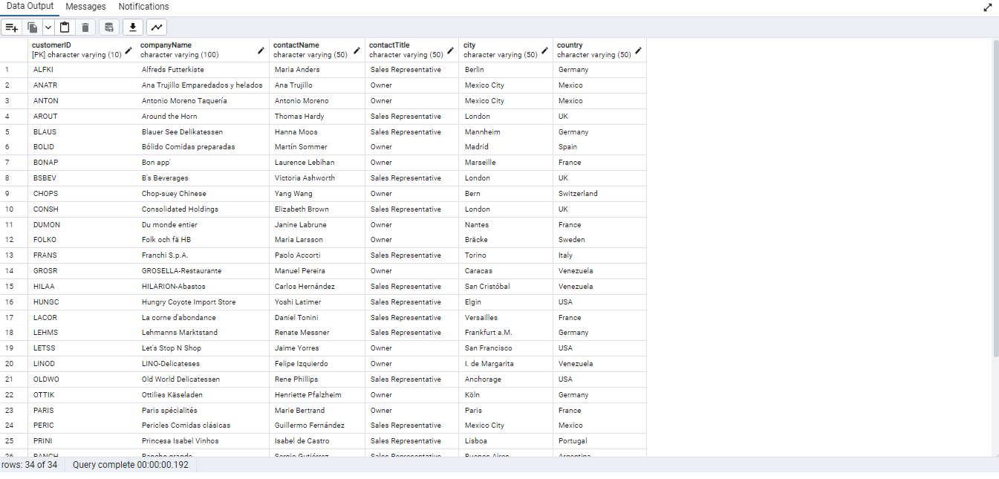 Data Output Messages Notifications
customerID companyName contactName contactTitle city country
[PK] character varying (10) character varying (100) character varying (50) character varying (50) character varying (50) character varying (50)
1 ALFKI Alfreds Futterkiste Maria Anders Sales Representative Berlin Germany
2 ANATR Ana Trujillo Emparedados y helados Ana Trujillo Owner Mexico City Mexico
3 ANTON Antonio Moreno Taquería Antonio Moreno Owner Mexico City Mexico
4 AROUT Around the Horn Thomas Hardy Sales Representative London UK
5 BLAUS Blauer See Delikatessen Hanna Moos Sales Representative Mannheim Germany
6 BOLID Bólido Comidas preparadas Martín Sommer Owner Madrid Spain
7 BONAP Bon app' Laurence Lebihan Owner Marseille France
8 BSBEV B's Beverages Victoria Ashworth Sales Representative London UK
9 CHOPS Chop-suey Chinese Yang Wang Owner Bern Switzerland
10 CONSH Consolidated Holdings Elizabeth Brown Sales Representative London UK
11 DUMON Du monde entier Janine Labrune Owner Nantes France
12 FOLKO Folk och fä HB Maria Larsson Owner Bräcke Sweden
13 FRANS Franchi S.p.A. Paolo Accorti Sales Representative Torino Italy
14 GROSR GROSELLA-Restaurante Manuel Pereira Owner Caracas Venezuela
15 HILAA HILARION-Abastos Carlos Hernández Sales Representative San Cristóbal Venezuela
16 HUNGC Hungry Coyote Import Store Yoshi Latimer Sales Representative Elgin USA
17 LACOR La corne d'abondance Daniel Tonini Sales Representative Versailles France
18 LEHMS Lehmanns Marktstand Renate Messner Sales Representative Frankfurt a.M. Germany
19 LETSS Let's Stop N Shop Jaime Yorres Owner San Francisco USA
20 LINOD LINO-Delicateses Felipe Izquierdo Owner I. de Margarita Venezuela
21 OLDWO Old World Delicatessen Rene Phillips Sales Representative Anchorage USA
22 OTTIK Ottilies Käseladen Henriette Pfalzheim Owner Köln Germany
23 PARIS Paris spécialités Marie Bertrand Owner Paris France
24 PERIC Pericles Comidas clásicas Guillermo Fernández Sales Representative Mexico City Mexico
25 PRINI Princesa Isabel Vinhos Isabel de Castro Sales Representative Lisboa Portugal
26 RANCH Rancho grande Sergio Gutiérrez Sales Representative Buenos Aires Argentina
rows: 34 of 34 Query complete 00:00:00.192